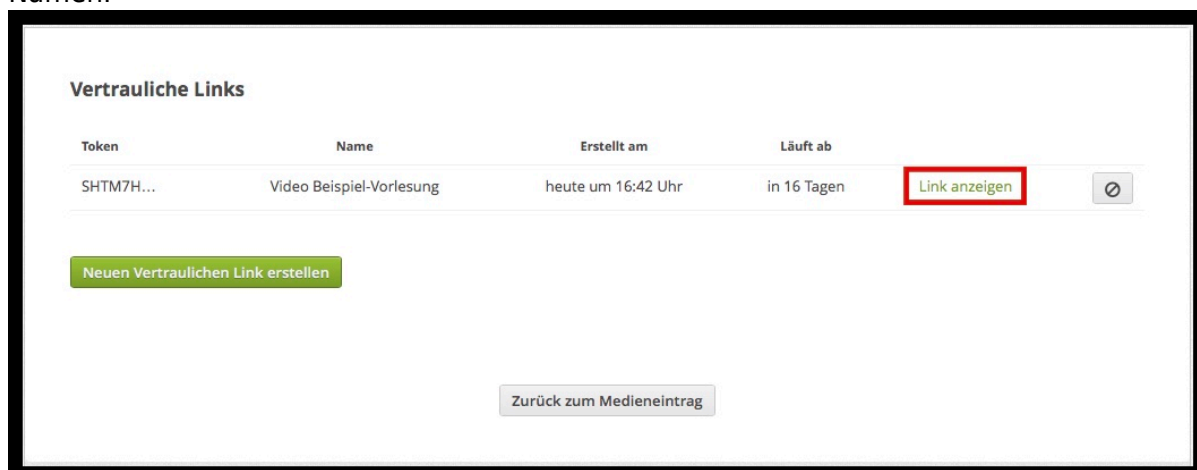 Vertrauliche Links
Token Name Erstellt am Läuft ab
SHTM7H... Video Beispiel-Vorlesung heute um 16:42 Uhr in 16 Tagen Link anzeigen
Neuen Vertraulichen Link erstellen
Zurück zum Medieneintrag